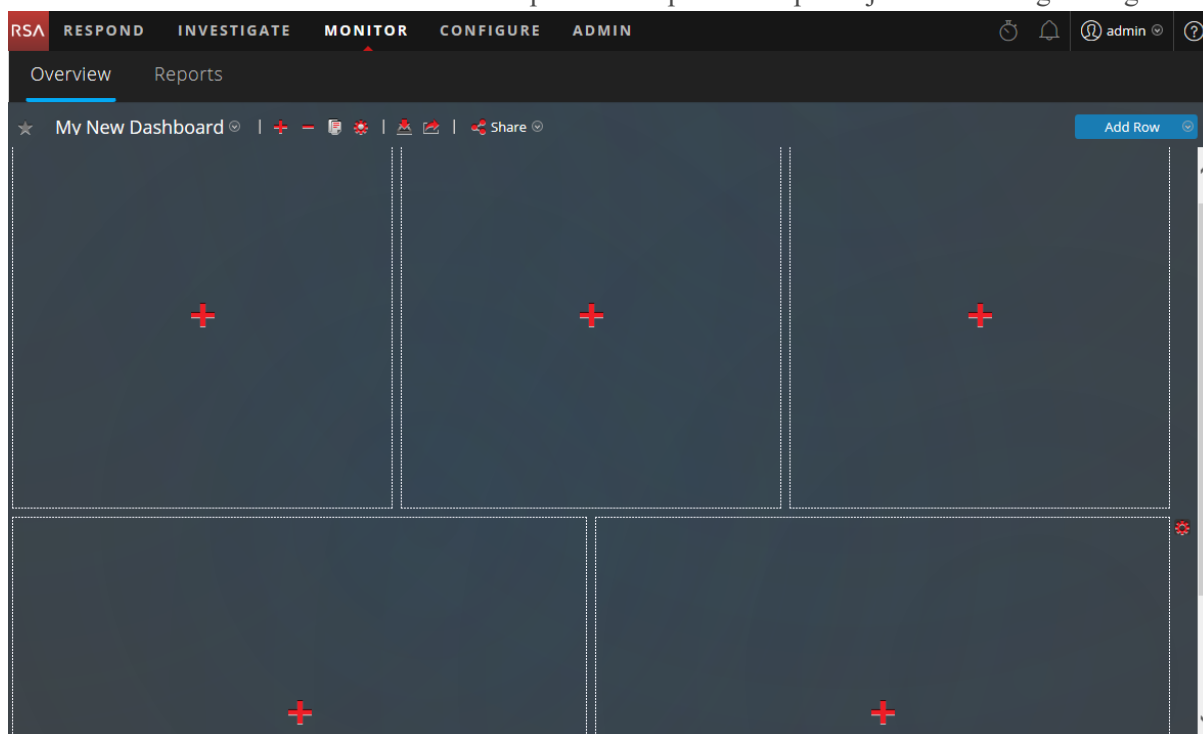 RSA RESPOND INVESTIGATE MONITOR CONFIGURE ADMIN admin ?
Overview Reports
My New Dashboard Share Add Row